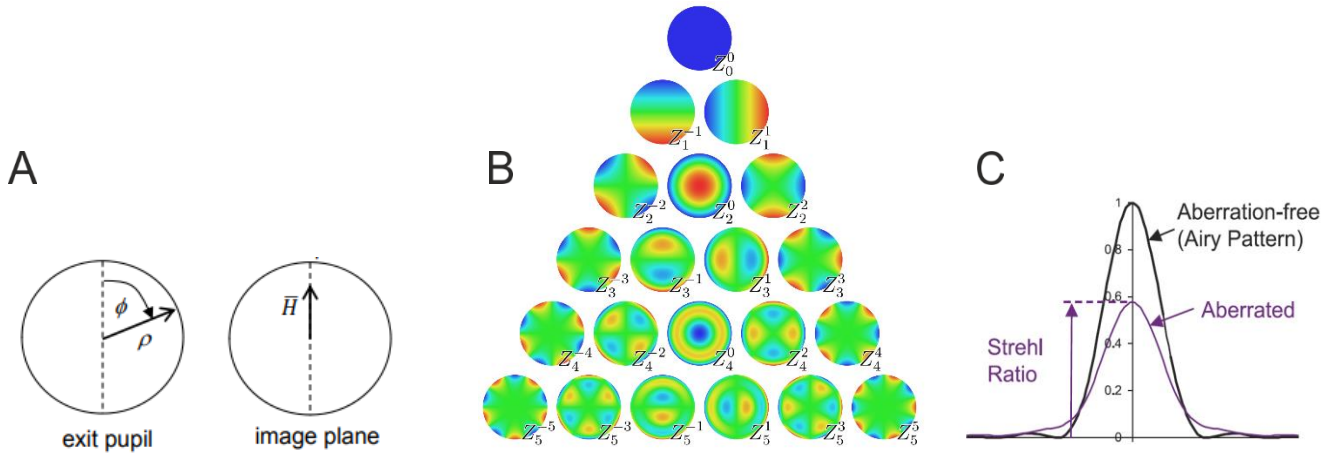 A
ϕ
ρ
exit pupil
H̅
image plane
B
Z_0^0
Z_1^{-1} Z_1^1
Z_2^{-2} Z_2^0 Z_2^2
Z_3^{-3} Z_3^{-1} Z_3^1 Z_3^3
Z_4^{-4} Z_4^{-2} Z_4^0 Z_4^2 Z_4^4
Z_5^{-5} Z_5^{-3} Z_5^{-1} Z_5^1 Z_5^3 Z_5^5
C
1
0,8
0,6
0,4
0,2
0
Aberration-free
(Airy Pattern)
Aberrated
Strehl
Ratio